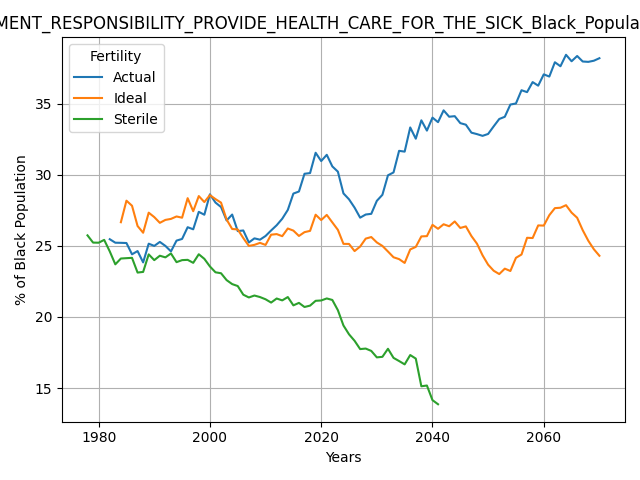 MENT_RESPONSIBILITY_PROVIDE_HEALTH_CARE_FOR_THE_SICK_Black_Popula
Fertility
Actual
Ideal
Sterile
% of Black Population
35
30
25
20
15
1980
2000
2020
2040
2060
Years